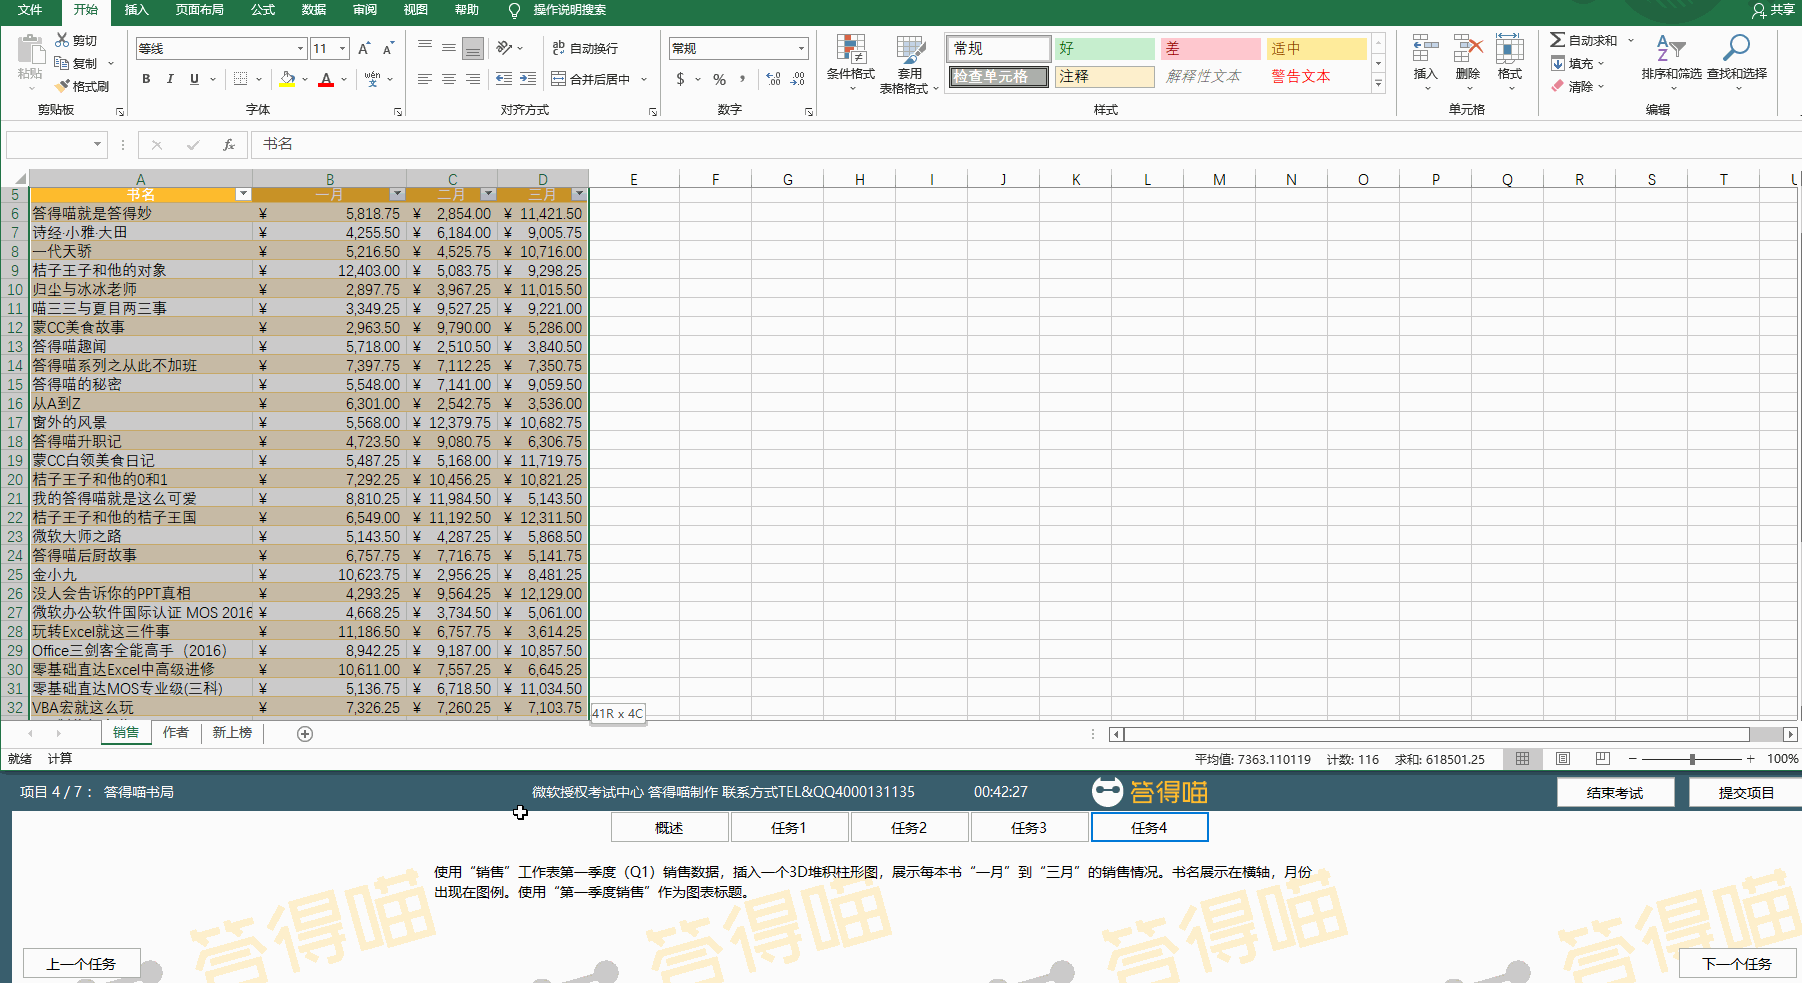 文件 开始 插入 页面布局 公式 数据 审阅 视图 帮助 操作说明搜索 共享
粘贴 剪切 复制 格式刷 剪贴板
等线 11 B I U A wén 字体
ab 自动换行 合并后居中 对齐方式
常规 $ % 数字
条件格式 套用表格格式
常规 好 差 适中
检查单元格 注释 解释性文本 警告文本
样式
插入 删除 格式 单元格
自动求和 填充 清除 排序和筛选 查找和选择 编辑
fx 书名
A B C D E F G H I J K L M N O P Q R S T U
5 书名 一月 二月 三月
6 答得喵就是答得妙 ¥ 5,818.75 ¥ 2,854.00 ¥ 11,421.50
7 诗经·小雅·大田 ¥ 4,255.50 ¥ 6,184.00 ¥ 9,005.75
8 一代天骄 ¥ 5,216.50 ¥ 4,525.75 ¥ 10,716.00
9 桔子王子和他的对象 ¥ 12,403.00 ¥ 5,083.75 ¥ 9,298.25
10 归尘与冰冰老师 ¥ 2,897.75 ¥ 3,967.25 ¥ 11,015.50
11 喵三三与夏目两三事 ¥ 3,349.25 ¥ 9,527.25 ¥ 9,221.00
12 蒙CC美食故事 ¥ 2,963.50 ¥ 9,790.00 ¥ 5,286.00
13 答得喵趣闻 ¥ 5,718.00 ¥ 2,510.50 ¥ 3,840.50
14 答得喵系列之从此不加班 ¥ 7,397.75 ¥ 7,112.25 ¥ 7,350.75
15 答得喵的秘密 ¥ 5,548.00 ¥ 7,141.00 ¥ 9,059.50
16 从A到Z ¥ 6,301.00 ¥ 2,542.75 ¥ 3,536.00
17 窗外的风景 ¥ 5,568.00 ¥ 12,379.75 ¥ 10,682.75
18 答得喵升职记 ¥ 4,723.50 ¥ 9,080.75 ¥ 6,306.75
19 蒙CC白领美食日记 ¥ 5,487.25 ¥ 5,168.00 ¥ 11,719.75
20 桔子王子和他的0和1 ¥ 7,292.25 ¥ 10,456.25 ¥ 10,821.25
21 我的答得喵就是这么可爱 ¥ 8,810.25 ¥ 11,984.50 ¥ 5,143.50
22 桔子王子和他的桔子王国 ¥ 6,549.00 ¥ 11,192.50 ¥ 12,311.50
23 微软大师之路 ¥ 5,143.50 ¥ 4,287.25 ¥ 5,868.50
24 答得喵后厨故事 ¥ 6,757.75 ¥ 7,716.75 ¥ 5,141.75
25 金小九 ¥ 10,623.75 ¥ 2,956.25 ¥ 8,481.25
26 没人会告诉你的PPT真相 ¥ 4,293.25 ¥ 9,564.25 ¥ 12,129.00
27 微软办公软件国际认证 MOS 2016 ¥ 4,668.25 ¥ 3,734.50 ¥ 5,061.00
28 玩转Excel就这三件事 ¥ 11,186.50 ¥ 6,757.75 ¥ 3,614.25
29 Office三剑客全能高手（2016） ¥ 8,942.25 ¥ 9,187.00 ¥ 10,857.50
30 零基础直达Excel中高级进修 ¥ 10,611.00 ¥ 7,557.25 ¥ 6,645.25
31 零基础直达MOS专业级(三科) ¥ 5,136.75 ¥ 6,718.50 ¥ 11,034.50
32 VBA宏就这么玩 ¥ 7,326.25 ¥ 7,260.25 ¥ 7,103.75
41R x 4C
销售 作者 新上榜
就绪 计算 平均值: 7363.110119 计数: 116 求和: 618501.25 100%
项目 4 / 7： 答得喵书局 微软授权考试中心 答得喵制作 联系方式TEL&QQ4000131135 00:42:27 答得喵 结束考试 提交项目
概述 任务1 任务2 任务3 任务4
使用“销售”工作表第一季度（Q1）销售数据，插入一个3D堆积柱形图，展示每本书“一月”到“三月”的销售情况。书名展示在横轴，月份
出现在图例。使用“第一季度销售”作为图表标题。
答得喵 答得喵 答得喵 答得喵
上一个任务 下一个任务